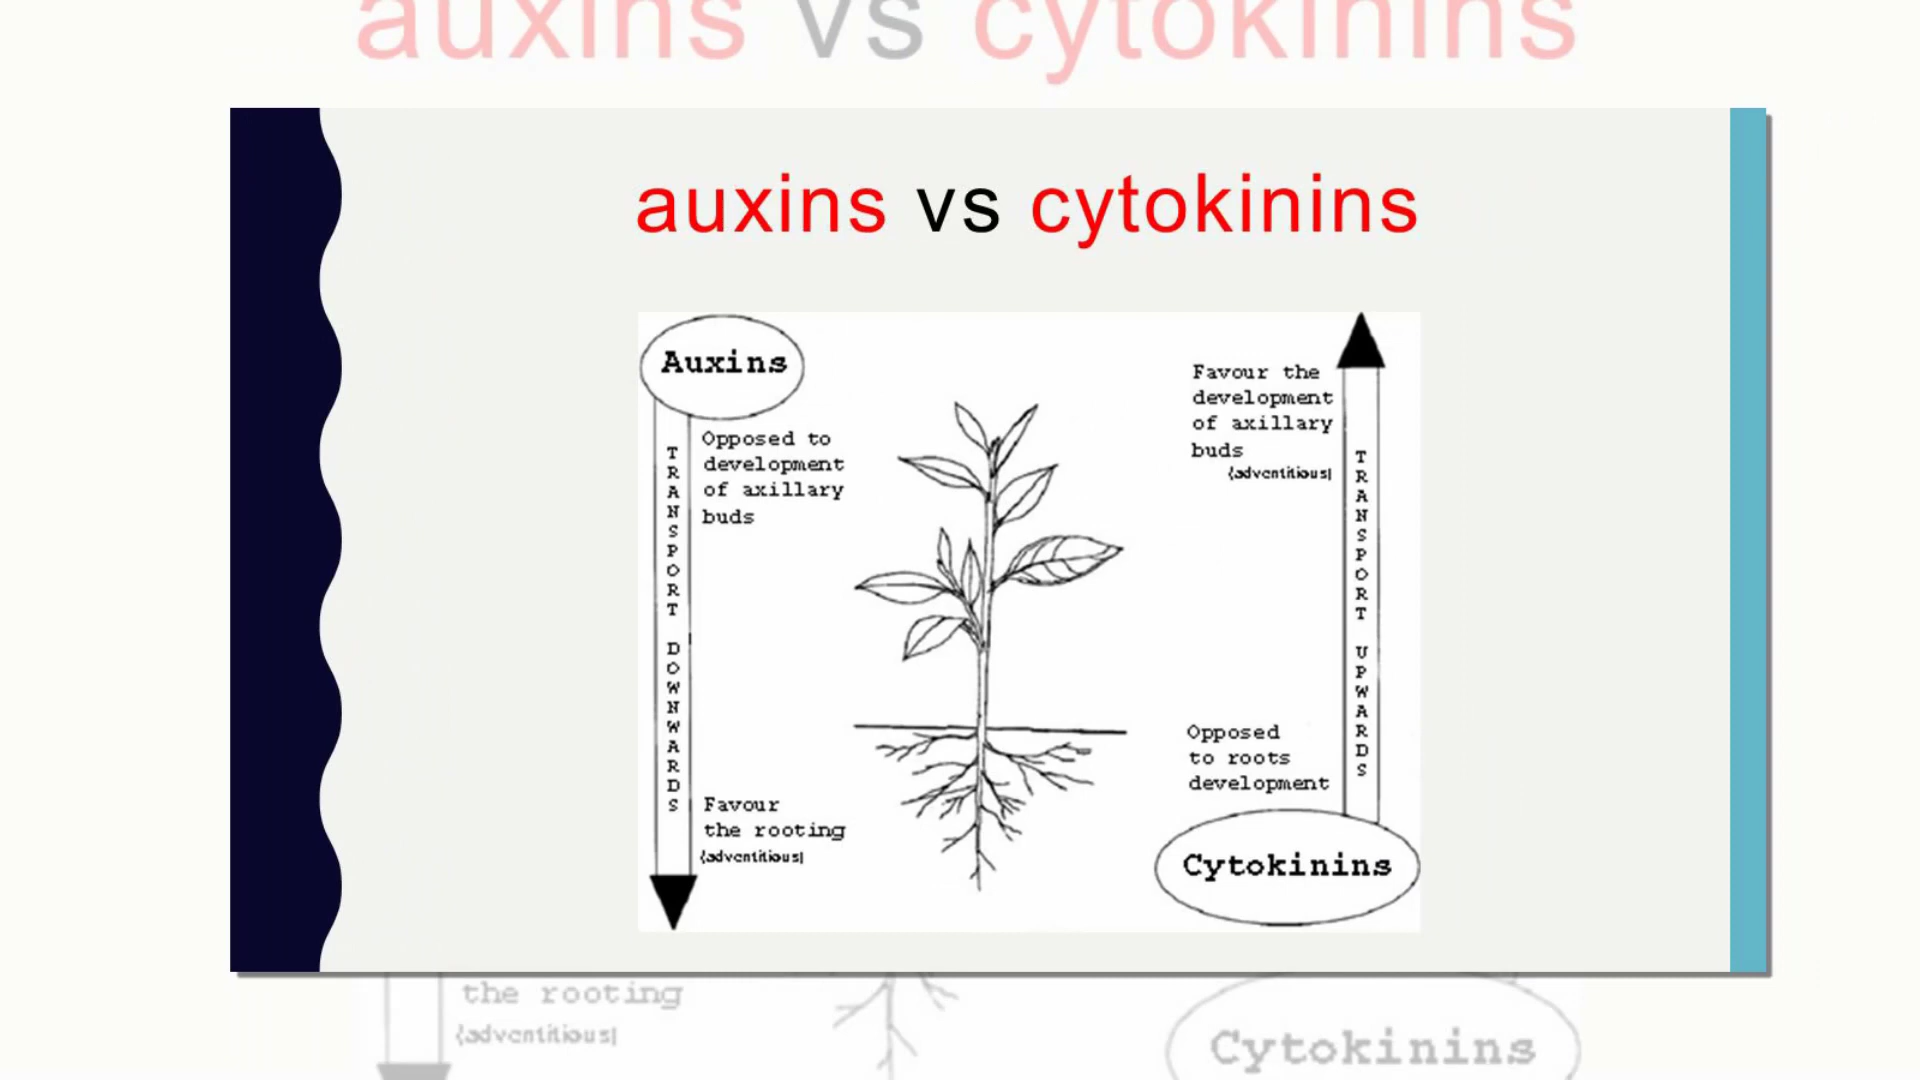 auxins vs cytokinins
auxins vs cytokinins
Auxins
Opposed to
development
of axillary
buds
TRANSPORT DOWNWARDS
Favour
the rooting
{adventitious}
Favour the
development
of axillary
buds
{adventitious}
TRANSPORT UPWARDS
Opposed
to roots
development
Cytokinins
the rooting
{adventitious}
Cytokinins